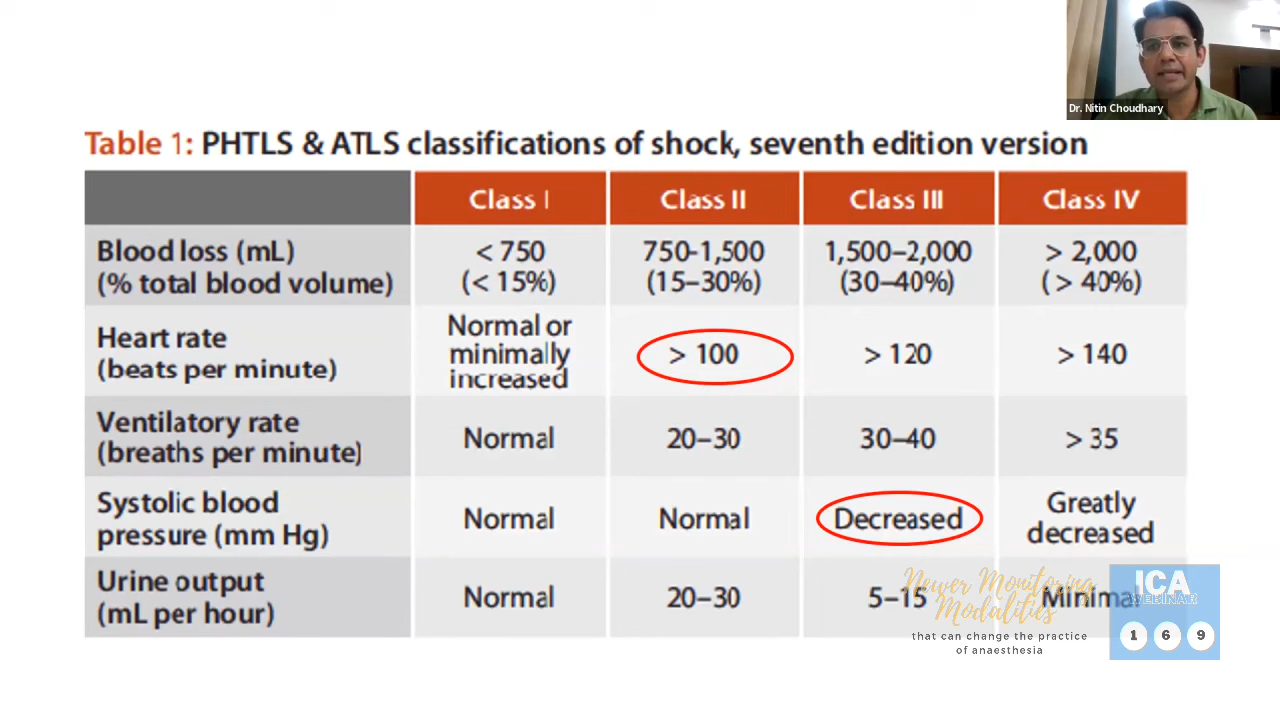 Dr. Nitin Choudhary
Table 1: PHTLS & ATLS classifications of shock, seventh edition version
Class I Class II Class III Class IV
Blood loss (mL)
(% total blood volume)
< 750
(< 15%)
750-1,500
(15–30%)
1,500–2,000
(30–40%)
> 2,000
( > 40%)
Heart rate
(beats per minute)
Normal or
minimally
increased
> 100
> 120
> 140
Ventilatory rate
(breaths per minute)
Normal
20–30
30–40
> 35
Systolic blood
pressure (mm Hg)
Normal
Normal
Decreased
Greatly
decreased
Urine output
(mL per hour)
Normal
20–30
5–15
Minimal
Newer Monitoring
Modalities
that can change the practice
of anaesthesia
ICA
WEBINAR
1 6 9